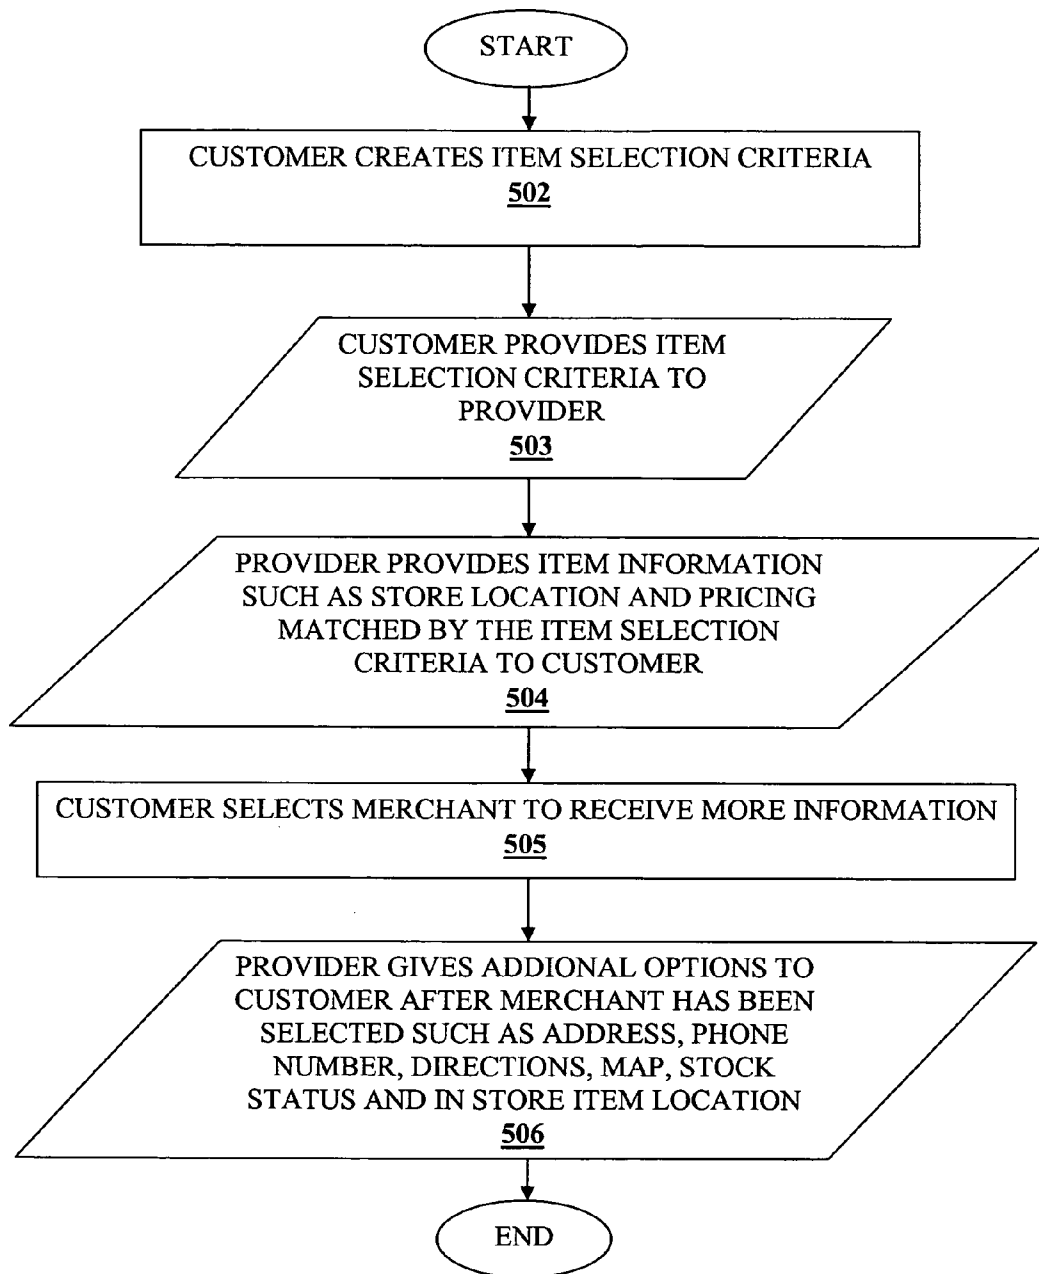 START
CUSTOMER CREATES ITEM SELECTION CRITERIA
502
CUSTOMER PROVIDES ITEM
SELECTION CRITERIA TO
PROVIDER
503
PROVIDER PROVIDES ITEM INFORMATION
SUCH AS STORE LOCATION AND PRICING
MATCHED BY THE ITEM SELECTION
CRITERIA TO CUSTOMER
504
CUSTOMER SELECTS MERCHANT TO RECEIVE MORE INFORMATION
505
PROVIDER GIVES ADDIONAL OPTIONS TO
CUSTOMER AFTER MERCHANT HAS BEEN
SELECTED SUCH AS ADDRESS, PHONE
NUMBER, DIRECTIONS, MAP, STOCK
STATUS AND IN STORE ITEM LOCATION
506
END